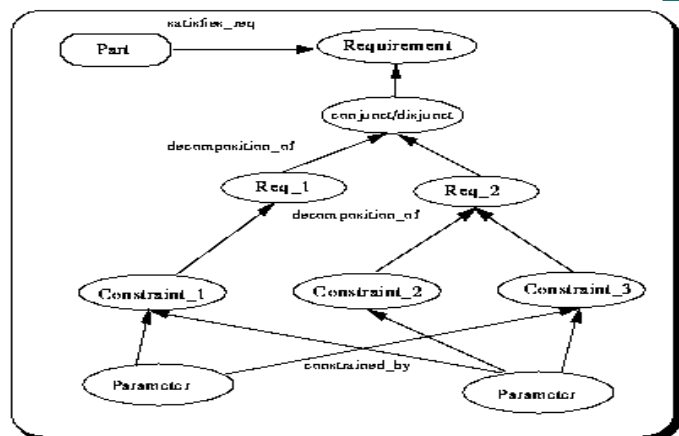 satisfies_req
Part
Requirement
conjunct/disjunct
decomposition_of
Req_1
Req_2
decomposition_of
Constraint_1
Constraint_2
Constraint_3
constrained_by
Parameter
Parameter